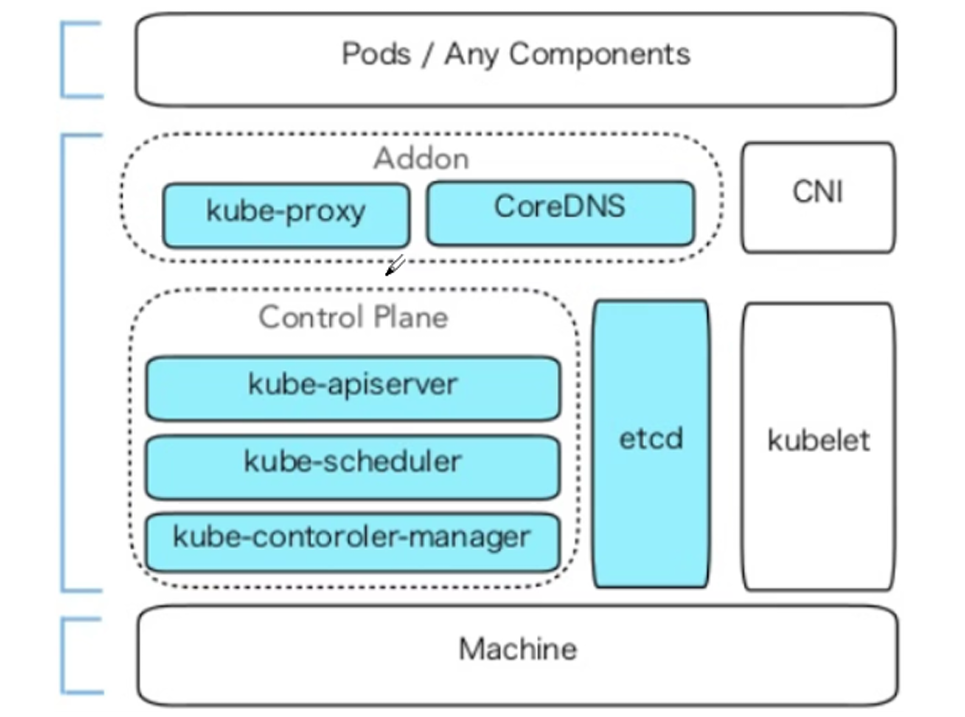 Pods / Any Components
Addon
kube-proxy
CoreDNS
CNI
Control Plane
kube-apiserver
kube-scheduler
kube-contoroler-manager
etcd
kubelet
Machine